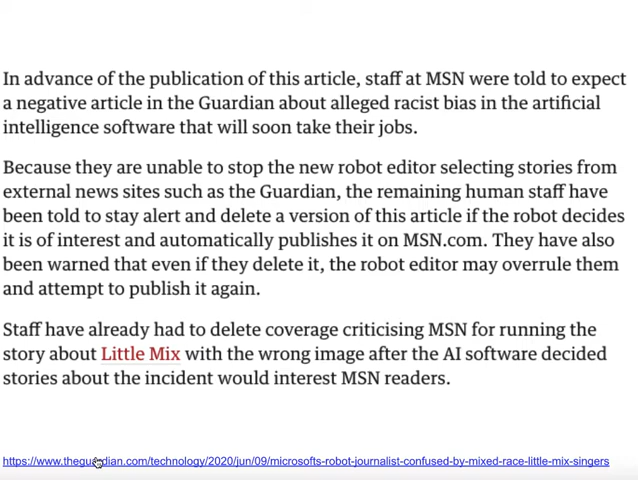 In advance of the publication of this article, staff at MSN were told to expect
a negative article in the Guardian about alleged racist bias in the artificial
intelligence software that will soon take their jobs.
Because they are unable to stop the new robot editor selecting stories from
external news sites such as the Guardian, the remaining human staff have
been told to stay alert and delete a version of this article if the robot decides
it is of interest and automatically publishes it on MSN.com. They have also
been warned that even if they delete it, the robot editor may overrule them
and attempt to publish it again.
Staff have already had to delete coverage criticising MSN for running the
story about Little Mix with the wrong image after the AI software decided
stories about the incident would interest MSN readers.
https://www.theguardian.com/technology/2020/jun/09/microsofts-robot-journalist-confused-by-mixed-race-little-mix-singers